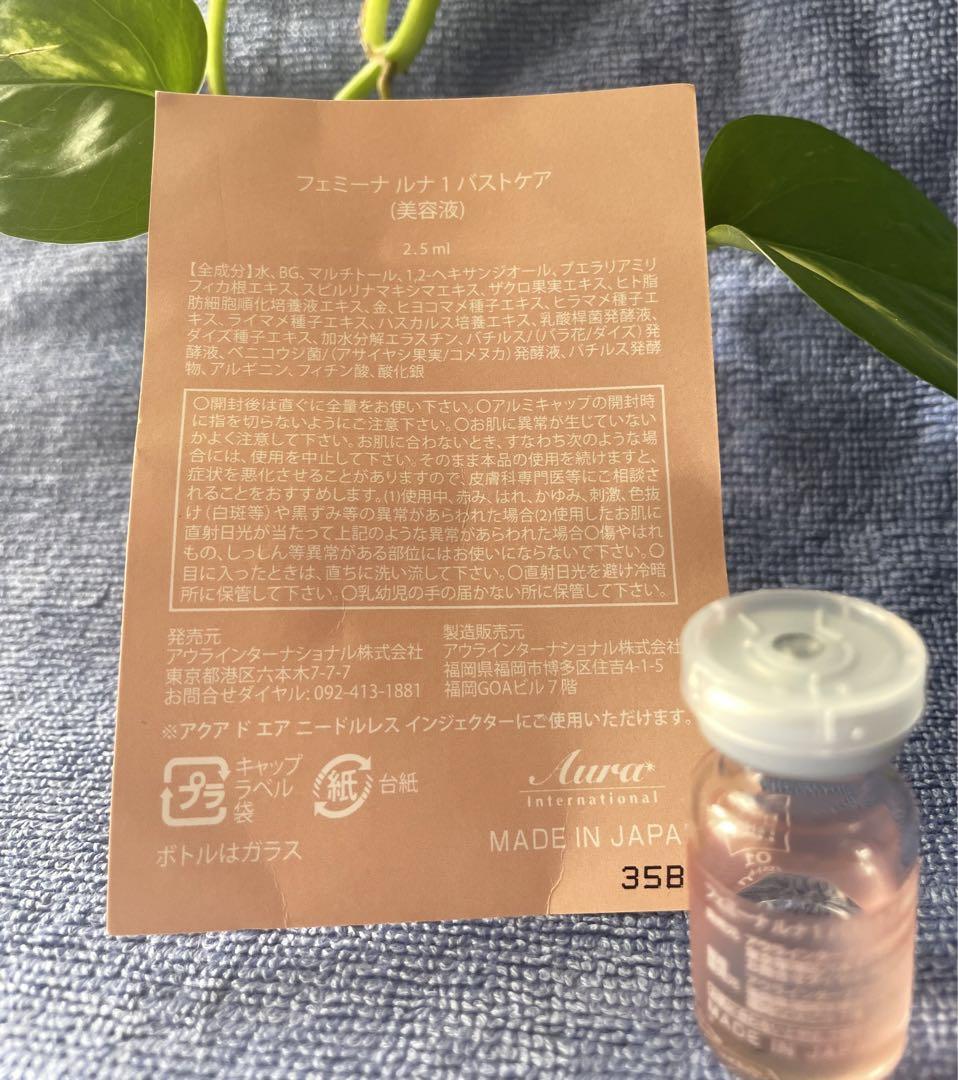 フェミーナ ルナ 1 バストケア
(美容液)
2.5 ml
【全成分】水、BG、マルチトール、1,2-ヘキサンジオール、プエラリアミリ
フィカ根エキス、スピルリナマキシマエキス、ザクロ果実エキス、ヒト脂
肪細胞順化培養液エキス、金、ヒヨコマメ種子エキス、ヒラマメ種子エ
キス、ライマメ種子エキス、ハスカルス培養エキス、乳酸桿菌発酵液、
ダイズ種子エキス、加水分解エラスチン、バチルス/(バラ花/ダイズ)発
酵液、ベニコウジ菌/(アサイヤシ果実/コメヌカ)発酵液、バチルス発酵
物、アルギニン、フィチン酸、酸化銀
〇開封後は直ぐに全量をお使い下さい。〇アルミキャップの開封時
に指を切らないようにご注意下さい。〇お肌に異常が生じていない
かよく注意して下さい。お肌に合わないとき、すなわち次のような場
合には、使用を中止して下さい。そのまま本品の使用を続けますと、
症状を悪化させることがありますので、皮膚科専門医等にご相談さ
れることをおすすめします。(1)使用中、赤み、はれ、かゆみ、刺激、色抜
け(白斑等)や黒ずみ等の異常があらわれた場合(2)使用したお肌に
直射日光が当たって上記のような異常があらわれた場合〇傷やはれ
もの、しっしん等異常がある部位にはお使いにならないで下さい。〇
目に入ったときは、直ちに洗い流して下さい。〇直射日光を避け冷暗
所に保管して下さい。〇乳幼児の手の届かない所に保管して下さい。
発売元
アウラインターナショナル株式会社
東京都港区六本木7-7-7
お問合せダイヤル: 092-413-1881
製造販売元
アウラインターナショナル株式会社
福岡県福岡市博多区住吉4-1-5
福岡GOAビル7階
※アクア ド エア ニードルレス インジェクターにご使用いただけます。
プラ
キャップ
ラベル
袋
紙
台紙
ボトルはガラス
Aura
International
MADE IN JAPA
358